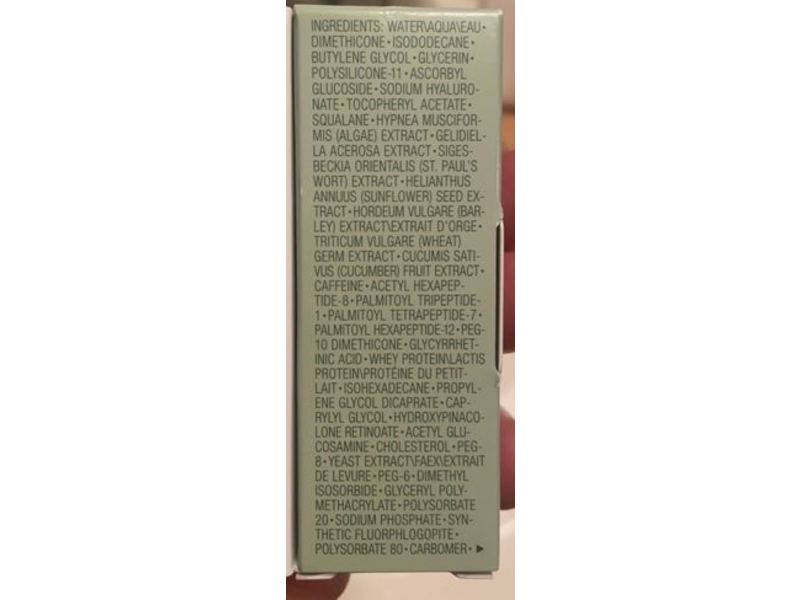 INGREDIENTS: WATER\AQUA\EAU•
DIMETHICONE•ISODODECANE•
BUTYLENE GLYCOL•GLYCERIN•
POLYSILICONE-11•ASCORBYL
GLUCOSIDE•SODIUM HYALURO-
NATE•TOCOPHERYL ACETATE•
SQUALANE•HYPNEA MUSCIFOR-
MIS (ALGAE) EXTRACT•GELIDIEL-
LA ACEROSA EXTRACT•SIGES-
BECKIA ORIENTALIS (ST. PAUL'S
WORT) EXTRACT•HELIANTHUS
ANNUUS (SUNFLOWER) SEED EX-
TRACT•HORDEUM VULGARE (BAR-
LEY) EXTRACT\EXTRAIT D'ORGE•
TRITICUM VULGARE (WHEAT)
GERM EXTRACT•CUCUMIS SATI-
VUS (CUCUMBER) FRUIT EXTRACT•
CAFFEINE•ACETYL HEXAPEP-
TIDE-8•PALMITOYL TRIPEPTIDE-
1•PALMITOYL TETRAPEPTIDE-7•
PALMITOYL HEXAPEPTIDE-12•PEG-
10 DIMETHICONE•GLYCYRRHET-
INIC ACID•WHEY PROTEIN\LACTIS
PROTEIN\PROTÉINE DU PETIT-
LAIT•ISOHEXADECANE•PROPYL-
ENE GLYCOL DICAPRATE•CAP-
RYLYL GLYCOL•HYDROXYPINACO-
LONE RETINOATE•ACETYL GLU-
COSAMINE•CHOLESTEROL•PEG-
8•YEAST EXTRACT\FAEX\EXTRAIT
DE LEVURE•PEG-6•DIMETHYL
ISOSORBIDE•GLYCERYL POLY-
METHACRYLATE•POLYSORBATE
20•SODIUM PHOSPHATE•SYN-
THETIC FLUORPHLOGOPITE•
POLYSORBATE 80•CARBOMER•▶